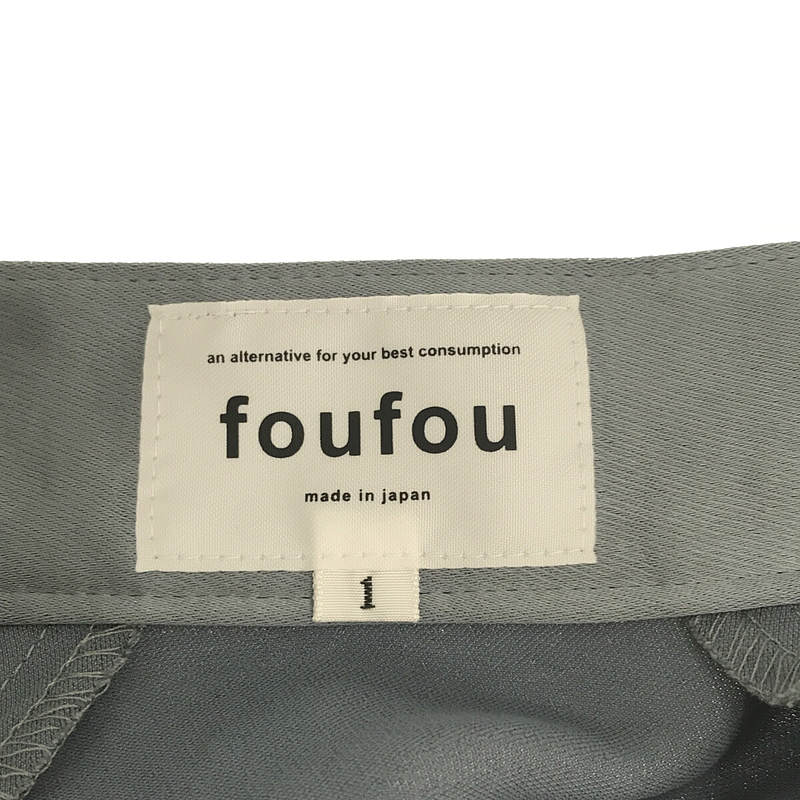 an alternative for your best consumption
foufou
made in japan
1